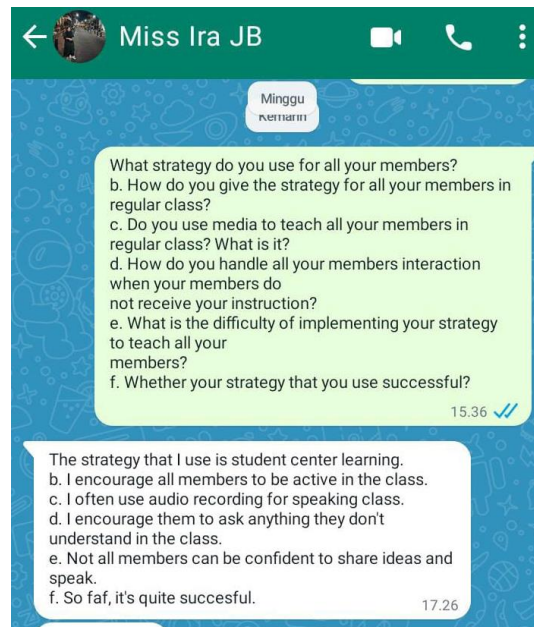 Miss Ira JB
Minggu
Kemarin
What strategy do you use for all your members?
b. How do you give the strategy for all your members in
regular class?
c. Do you use media to teach all your members in
regular class? What is it?
d. How do you handle all your members interaction
when your members do
not receive your instruction?
e. What is the difficulty of implementing your strategy
to teach all your
members?
f. Whether your strategy that you use successful?
15.36
The strategy that I use is student center learning.
b. I encourage all members to be active in the class.
c. I often use audio recording for speaking class.
d. I encourage them to ask anything they don't
understand in the class.
e. Not all members can be confident to share ideas and
speak.
f. So faf, it's quite succesful.
17.26